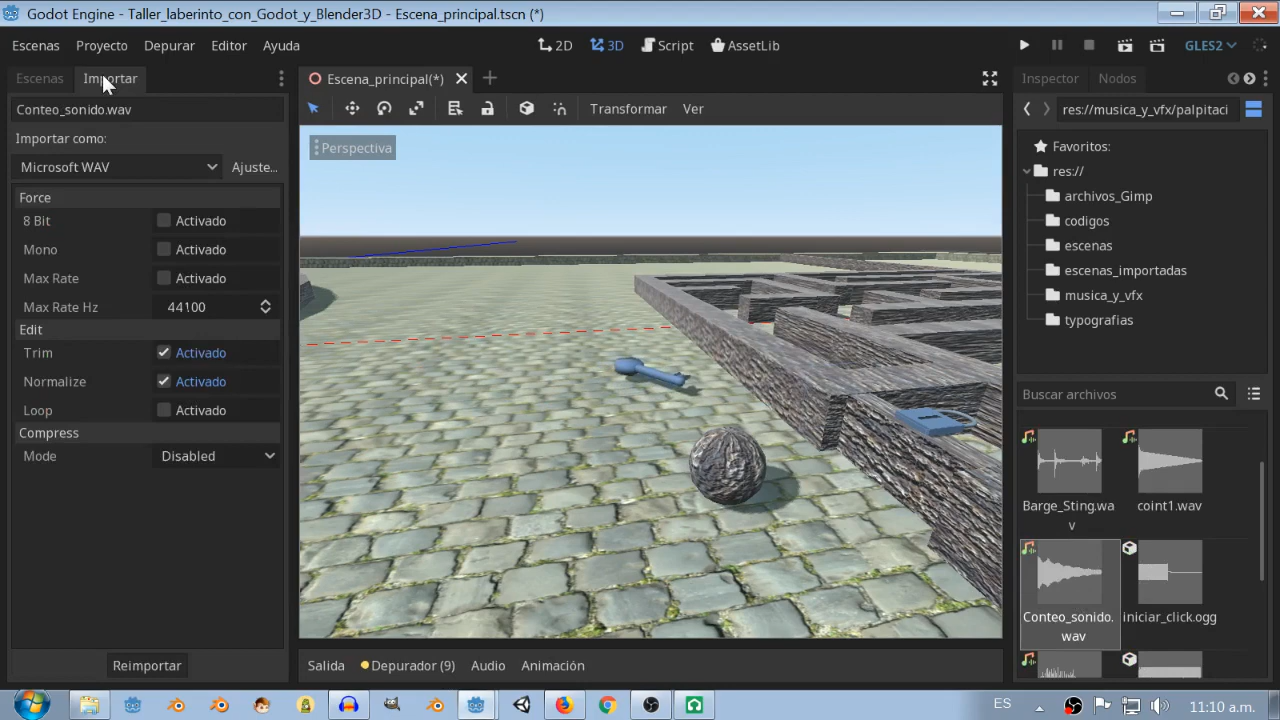 Godot Engine - Taller_laberinto_con_Godot_y_Blender3D - Escena_principal.tscn (*)
Escenas Proyecto Depurar Editor Ayuda
2D 3D Script AssetLib
GLES2
Escenas Importar
Conteo_sonido.wav
Importar como:
Microsoft WAV Ajuste...
Force
8 Bit Activado
Mono Activado
Max Rate Activado
Max Rate Hz 44100
Edit
Trim Activado
Normalize Activado
Loop Activado
Compress
Mode Disabled
Reimportar
Escena_principal(*)
Transformar Ver
Perspectiva
Salida Depurador (9) Audio Animación
Inspector Nodos
res://musica_y_vfx/palpitaci
Favoritos:
res://
archivos_Gimp
codigos
escenas
escenas_importadas
musica_y_vfx
typografias
Buscar archivos
Barge_Sting.wa
v
coint1.wav
Conteo_sonido.
wav
iniciar_click.ogg
ES
11:10 a.m.